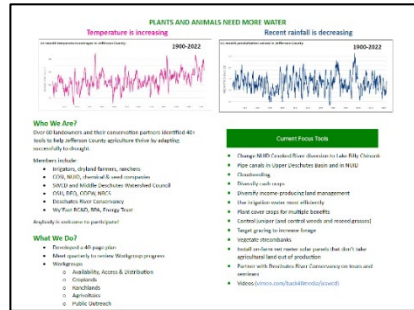 PLANTS AND ANIMALS NEED MORE WATER
Temperature is increasing
Recent rainfall is decreasing
1900-2022
1900-2022
Who We Are?
Over 60 landowners and their conservation partners identified 40+
tools to help Jefferson County agriculture thrive by adapting
successfully to drought.
Members include:
Irrigators, dryland farmers, ranchers
COID, NUID, chemical & seed companies
SWCD and Middle Deschutes Watershed Council
OSU, DEQ, ODFW, NRCS
Deschutes River Conservancy
Wy'East RC&D, BPA, Energy Trust
Anybody is welcome to participate!
What We Do?
• Developed a 40-page plan
• Meet quarterly to review Workgroup progress
• Workgroups
o Availability, Access & Distribution
o Croplands
o Ranchlands
o Agrivoltaics
o Public Outreach
Current Focus Tools
• Change NUID Crooked River diversion to Lake Billy Chinook
• Pipe canals in Upper Deschutes Basin and in NUID
• Cloudseeding
• Diversify cash crops
• Diversify income-producing land management
• Use irrigation water more efficiently
• Plant cover crops for multiple benefits
• Control juniper (and control weeds and reseed grasses)
• Target grazing to increase forage
• Vegetate streambanks
• Install on-farm net meter solar panels that don't take
agricultural land out of production
• Partner with Deschutes River Conservancy on tours and
seminars